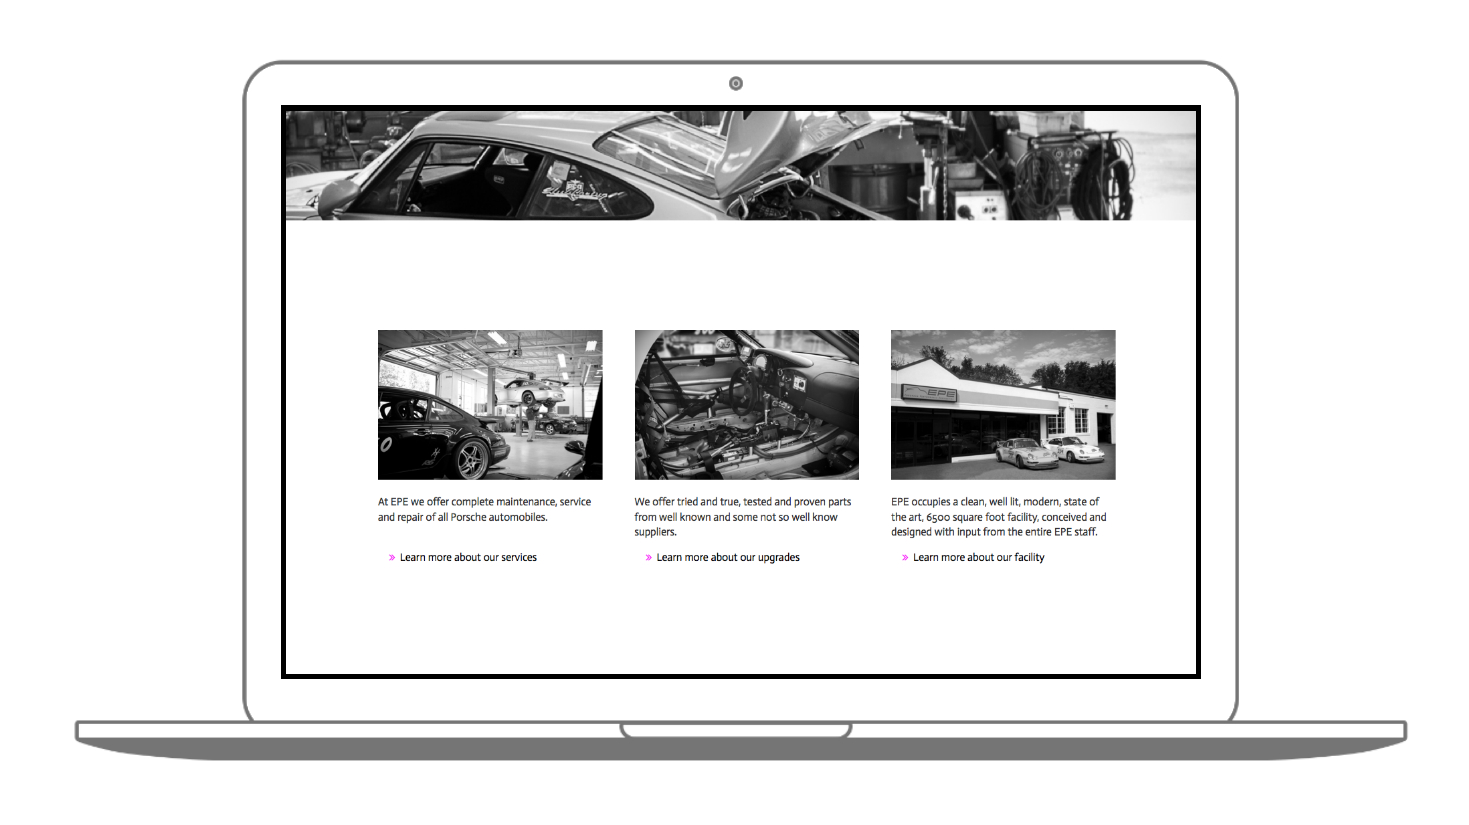 EPE
At EPE we offer complete maintenance, service
and repair of all Porsche automobiles.
» Learn more about our services
We offer tried and true, tested and proven parts
from well known and some not so well know
suppliers.
» Learn more about our upgrades
EPE occupies a clean, well lit, modern, state of
the art, 6500 square foot facility, conceived and
designed with input from the entire EPE staff.
» Learn more about our facility